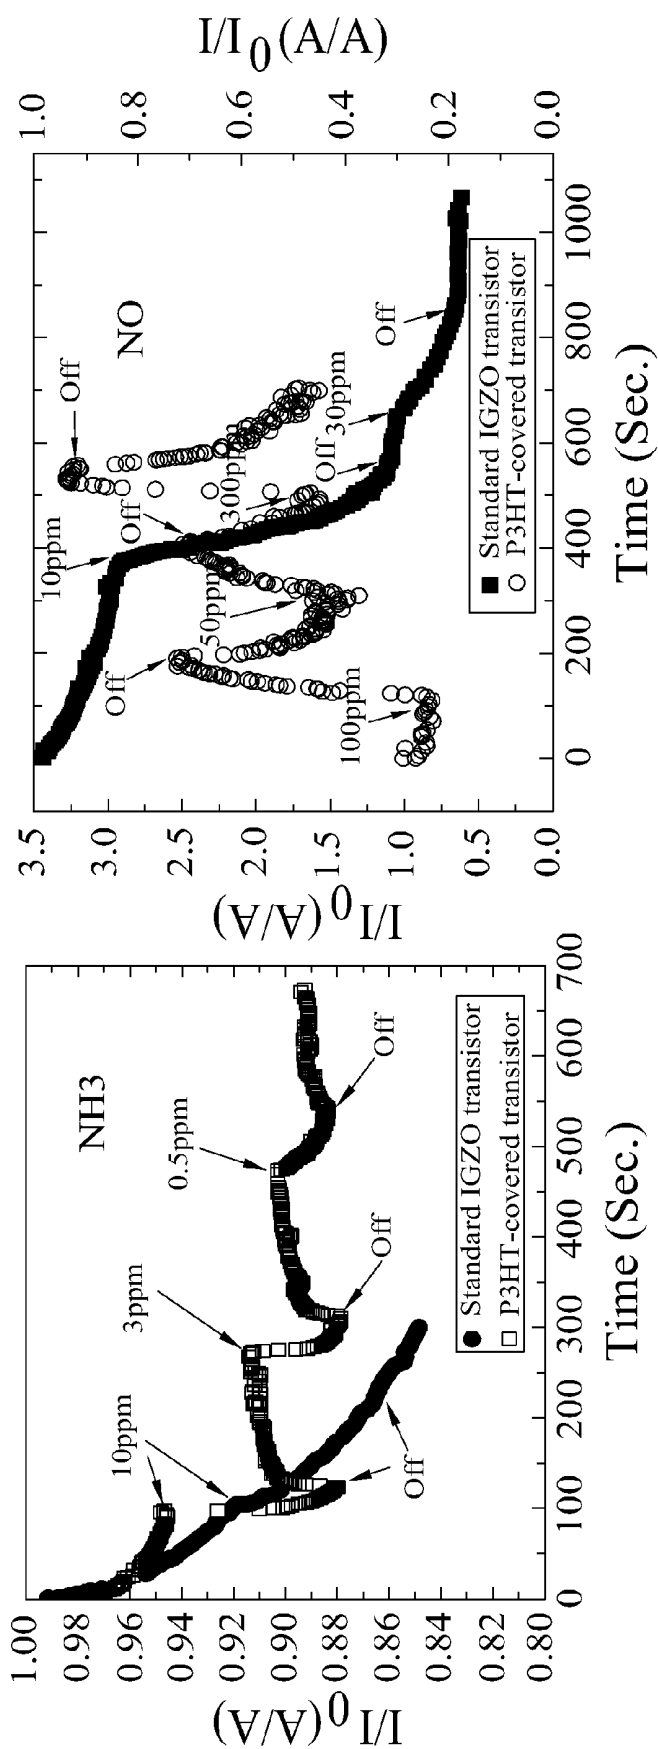 NH3
I/I0 (A/A)
1.00
0.98
0.96
0.94
0.92
0.90
0.88
0.86
0.84
0.82
0.80
10ppm
3ppm
0.5ppm
Off
Off
Off
● Standard IGZO transistor
□ P3HT-covered transistor
0 100 200 300 400 500 600 700
Time (Sec.)
NO
I/I0 (A/A)
3.5
3.0
2.5
2.0
1.5
1.0
0.5
0.0
10ppm
Off
Off
Off
50ppm
300ppm
Off
30ppm
100ppm
Off
■ Standard IGZO transistor
○ P3HT-covered transistor
0 200 400 600 800 1000
Time (Sec.)
1.0
0.8
0.6
0.4
0.2
0.0
I/I0 (A/A)